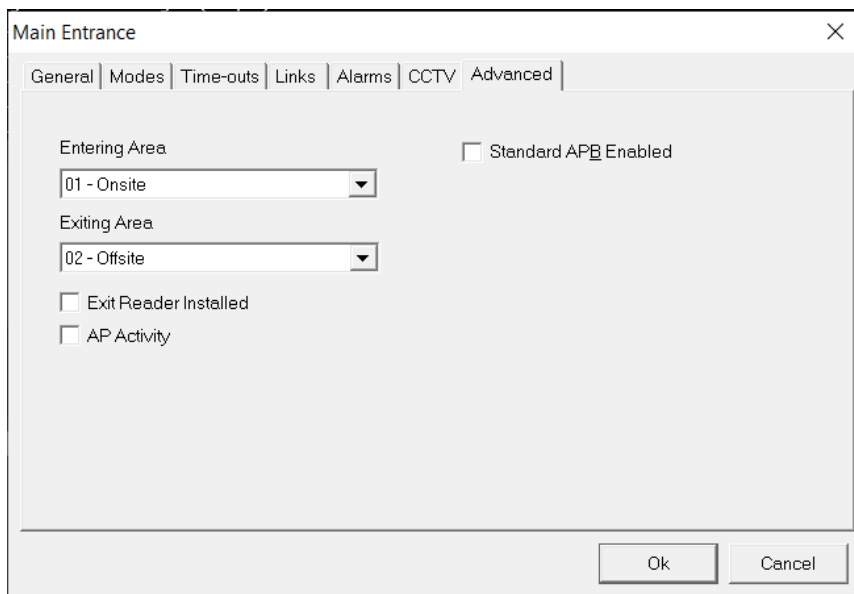 Main Entrance
General Modes Time-outs Links Alarms CCTV Advanced
Entering Area
01 - Onsite
Exiting Area
02 - Offsite
Exit Reader Installed
AP Activity
Standard APB Enabled
Ok Cancel